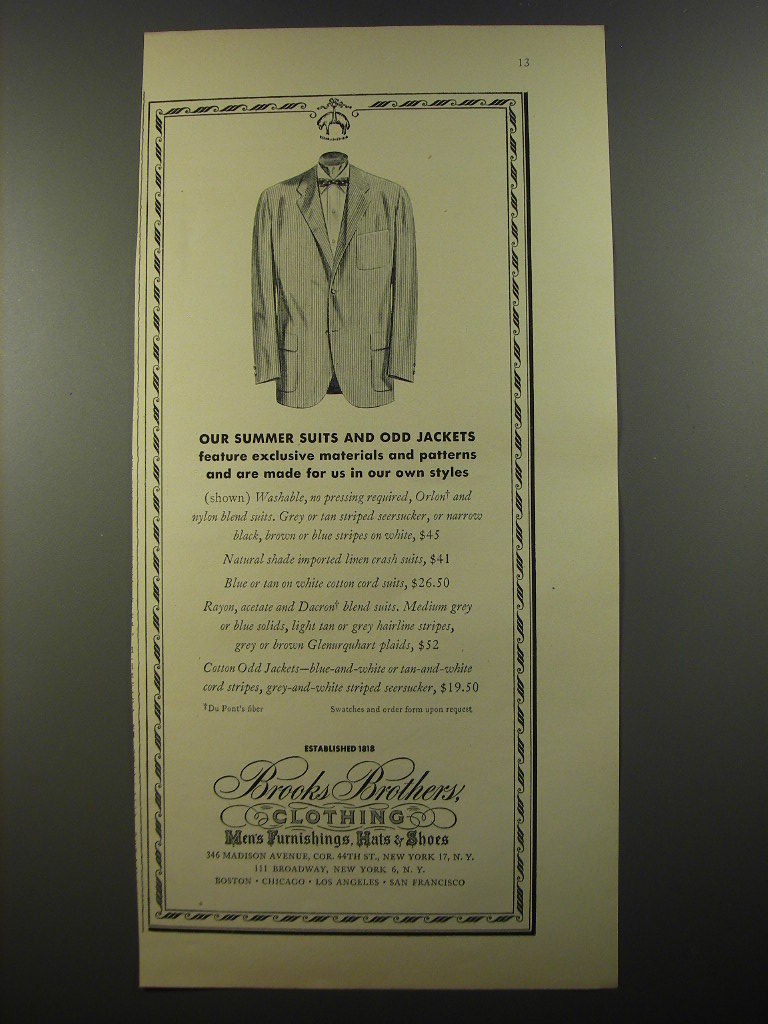 13
OUR SUMMER SUITS AND ODD JACKETS
feature exclusive materials and patterns
and are made for us in our own styles
(shown) Washable, no pressing required, Orlon† and
nylon blend suits. Grey or tan striped seersucker, or narrow
black, brown or blue stripes on white, $45
Natural shade imported linen crash suits, $41
Blue or tan on white cotton cord suits, $26.50
Rayon, acetate and Dacron† blend suits. Medium grey
or blue solids, light tan or grey hairline stripes,
grey or brown Glenurquhart plaids, $52
Cotton Odd Jackets—blue-and-white or tan-and-white
cord stripes, grey-and-white striped seersucker, $19.50
†Du Pont's fiber Swatches and order form upon request
ESTABLISHED 1818
Brooks Brothers,
CLOTHING
Men's Furnishings, Hats & Shoes
346 MADISON AVENUE, COR. 44TH ST., NEW YORK 17, N. Y.
111 BROADWAY, NEW YORK 6, N. Y.
BOSTON • CHICAGO • LOS ANGELES • SAN FRANCISCO